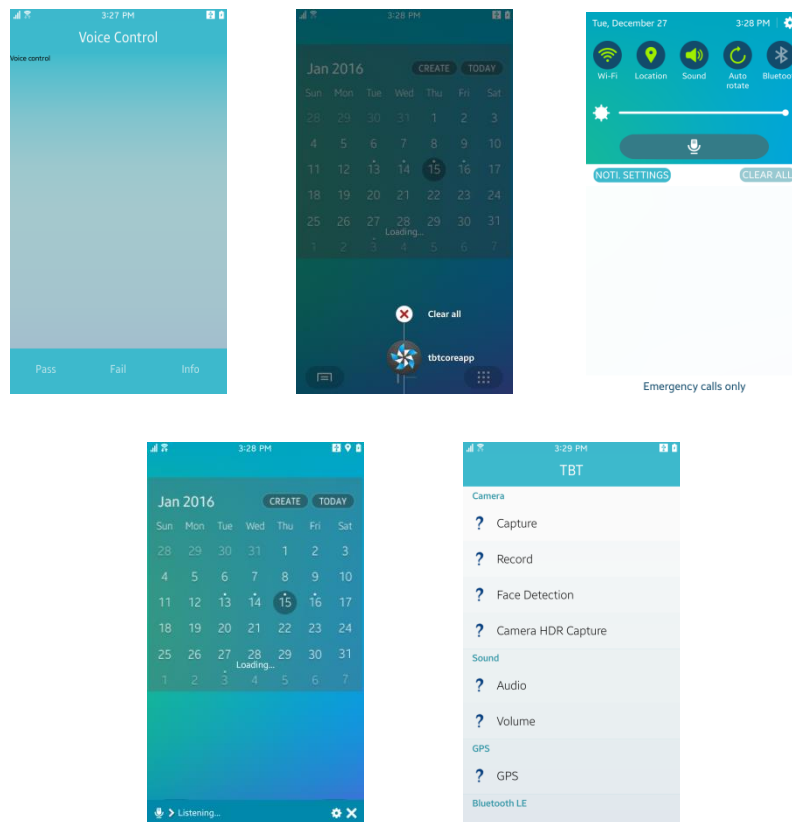 3:27 PM
Voice Control
Voice control
Pass Fail Info
3:28 PM
Jan 2016 CREATE TODAY
Sun Mon Tue Wed Thu Fri Sat
28 29 30 31 1 2 3
4 5 6 7 8 9 10
11 12 13 14 15 16 17
18 19 20 21 22 23 24
25 26 27 28 29 30 31
Loading...
1 2 3 4 5 6 7
Clear all
tbtcoreapp
Tue, December 27 3:28 PM
Wi-Fi Location Sound Auto rotate Bluetoot
NOTI. SETTINGS CLEAR ALL
Emergency calls only
3:28 PM
Jan 2016 CREATE TODAY
Sun Mon Tue Wed Thu Fri Sat
28 29 30 31 1 2 3
4 5 6 7 8 9 10
11 12 13 14 15 16 17
18 19 20 21 22 23 24
25 26 27 28 29 30 31
Loading...
1 2 3 4 5 6 7
Listening...
3:29 PM
TBT
Camera
? Capture
? Record
? Face Detection
? Camera HDR Capture
Sound
? Audio
? Volume
GPS
? GPS
Bluetooth LE